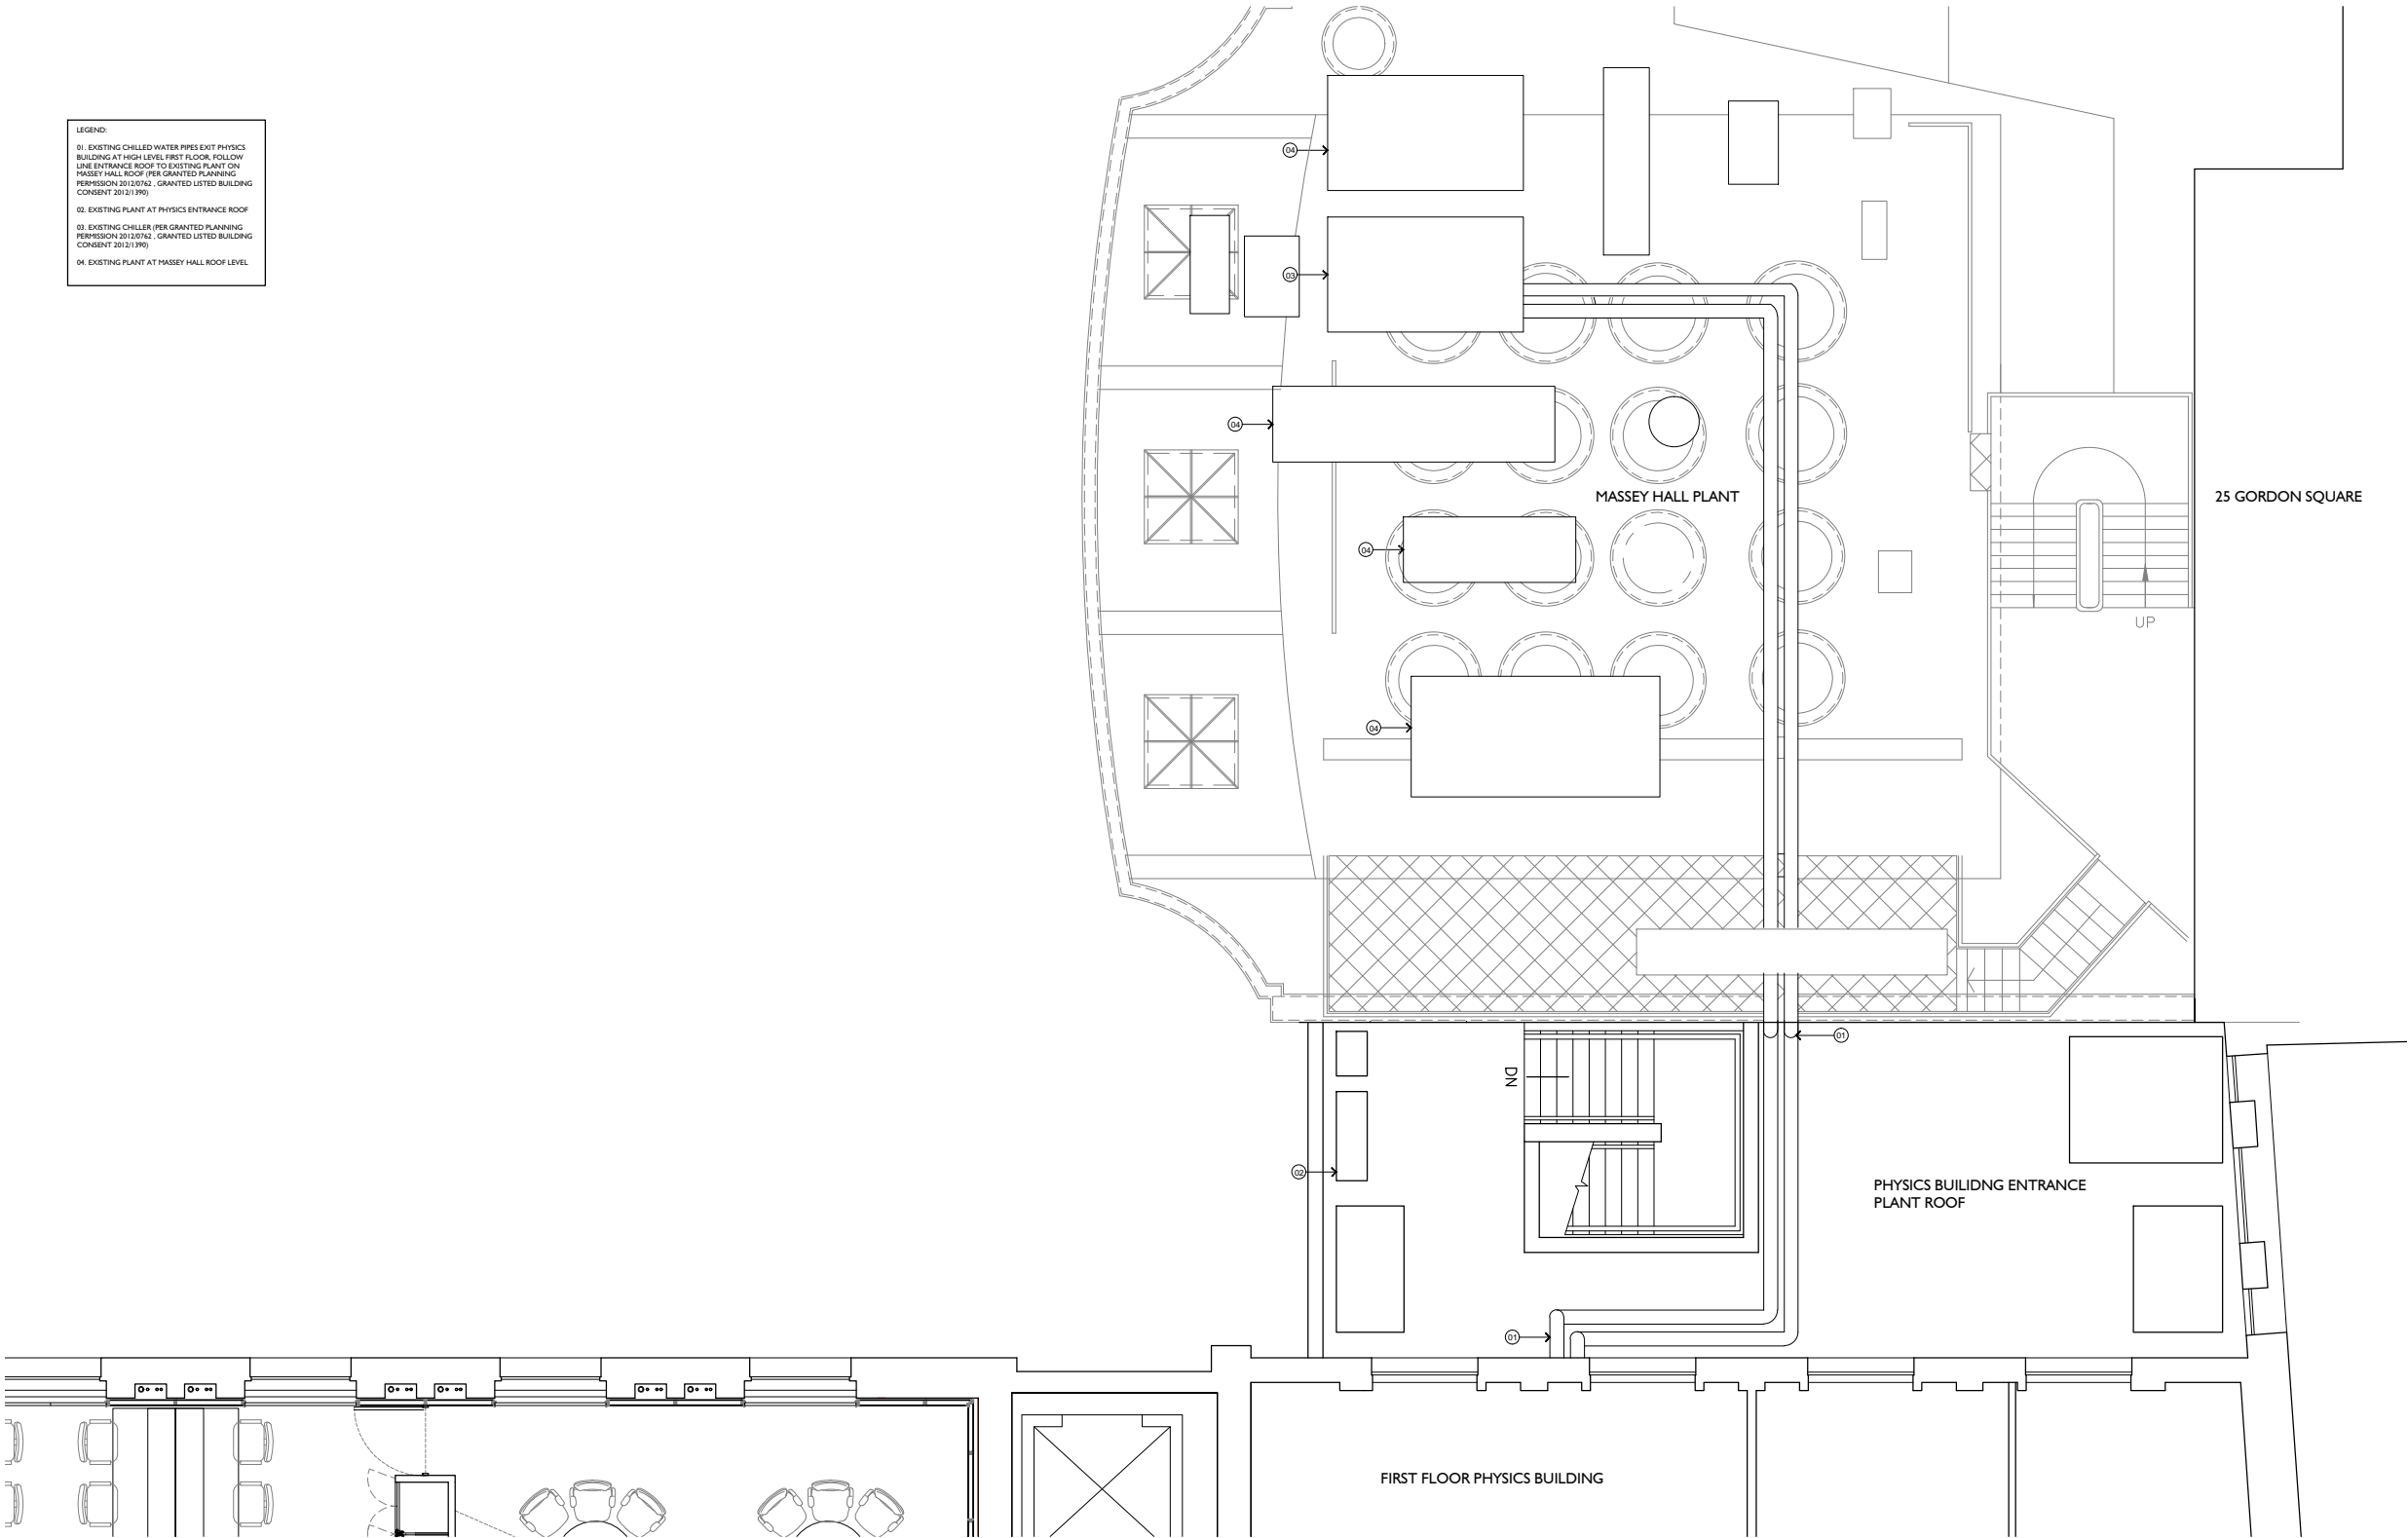 LEGEND:
01. EXISTING CHILLED WATER PIPES EXIT PHYSICS
BUILDING AT HIGH LEVEL FIRST FLOOR, FOLLOW
LINE ENTRANCE ROOF TO EXISTING PLANT ON
MASSEY HALL ROOF (PER GRANTED PLANNING
PERMISSION 2012/0762 , GRANTED LISTED BUILDING
CONSENT 2012/1390)
02. EXISTING PLANT AT PHYSICS ENTRANCE ROOF
03. EXISTING CHILLER (PER GRANTED PLANNING
PERMISSION 2012/0762 , GRANTED LISTED BUILDING
CONSENT 2012/1390)
04. EXISTING PLANT AT MASSEY HALL ROOF LEVEL
04
03
04
MASSEY HALL PLANT
25 GORDON SQUARE
04
UP
04
01
DN
02
PHYSICS BUILIDNG ENTRANCE
PLANT ROOF
01
FIRST FLOOR PHYSICS BUILDING